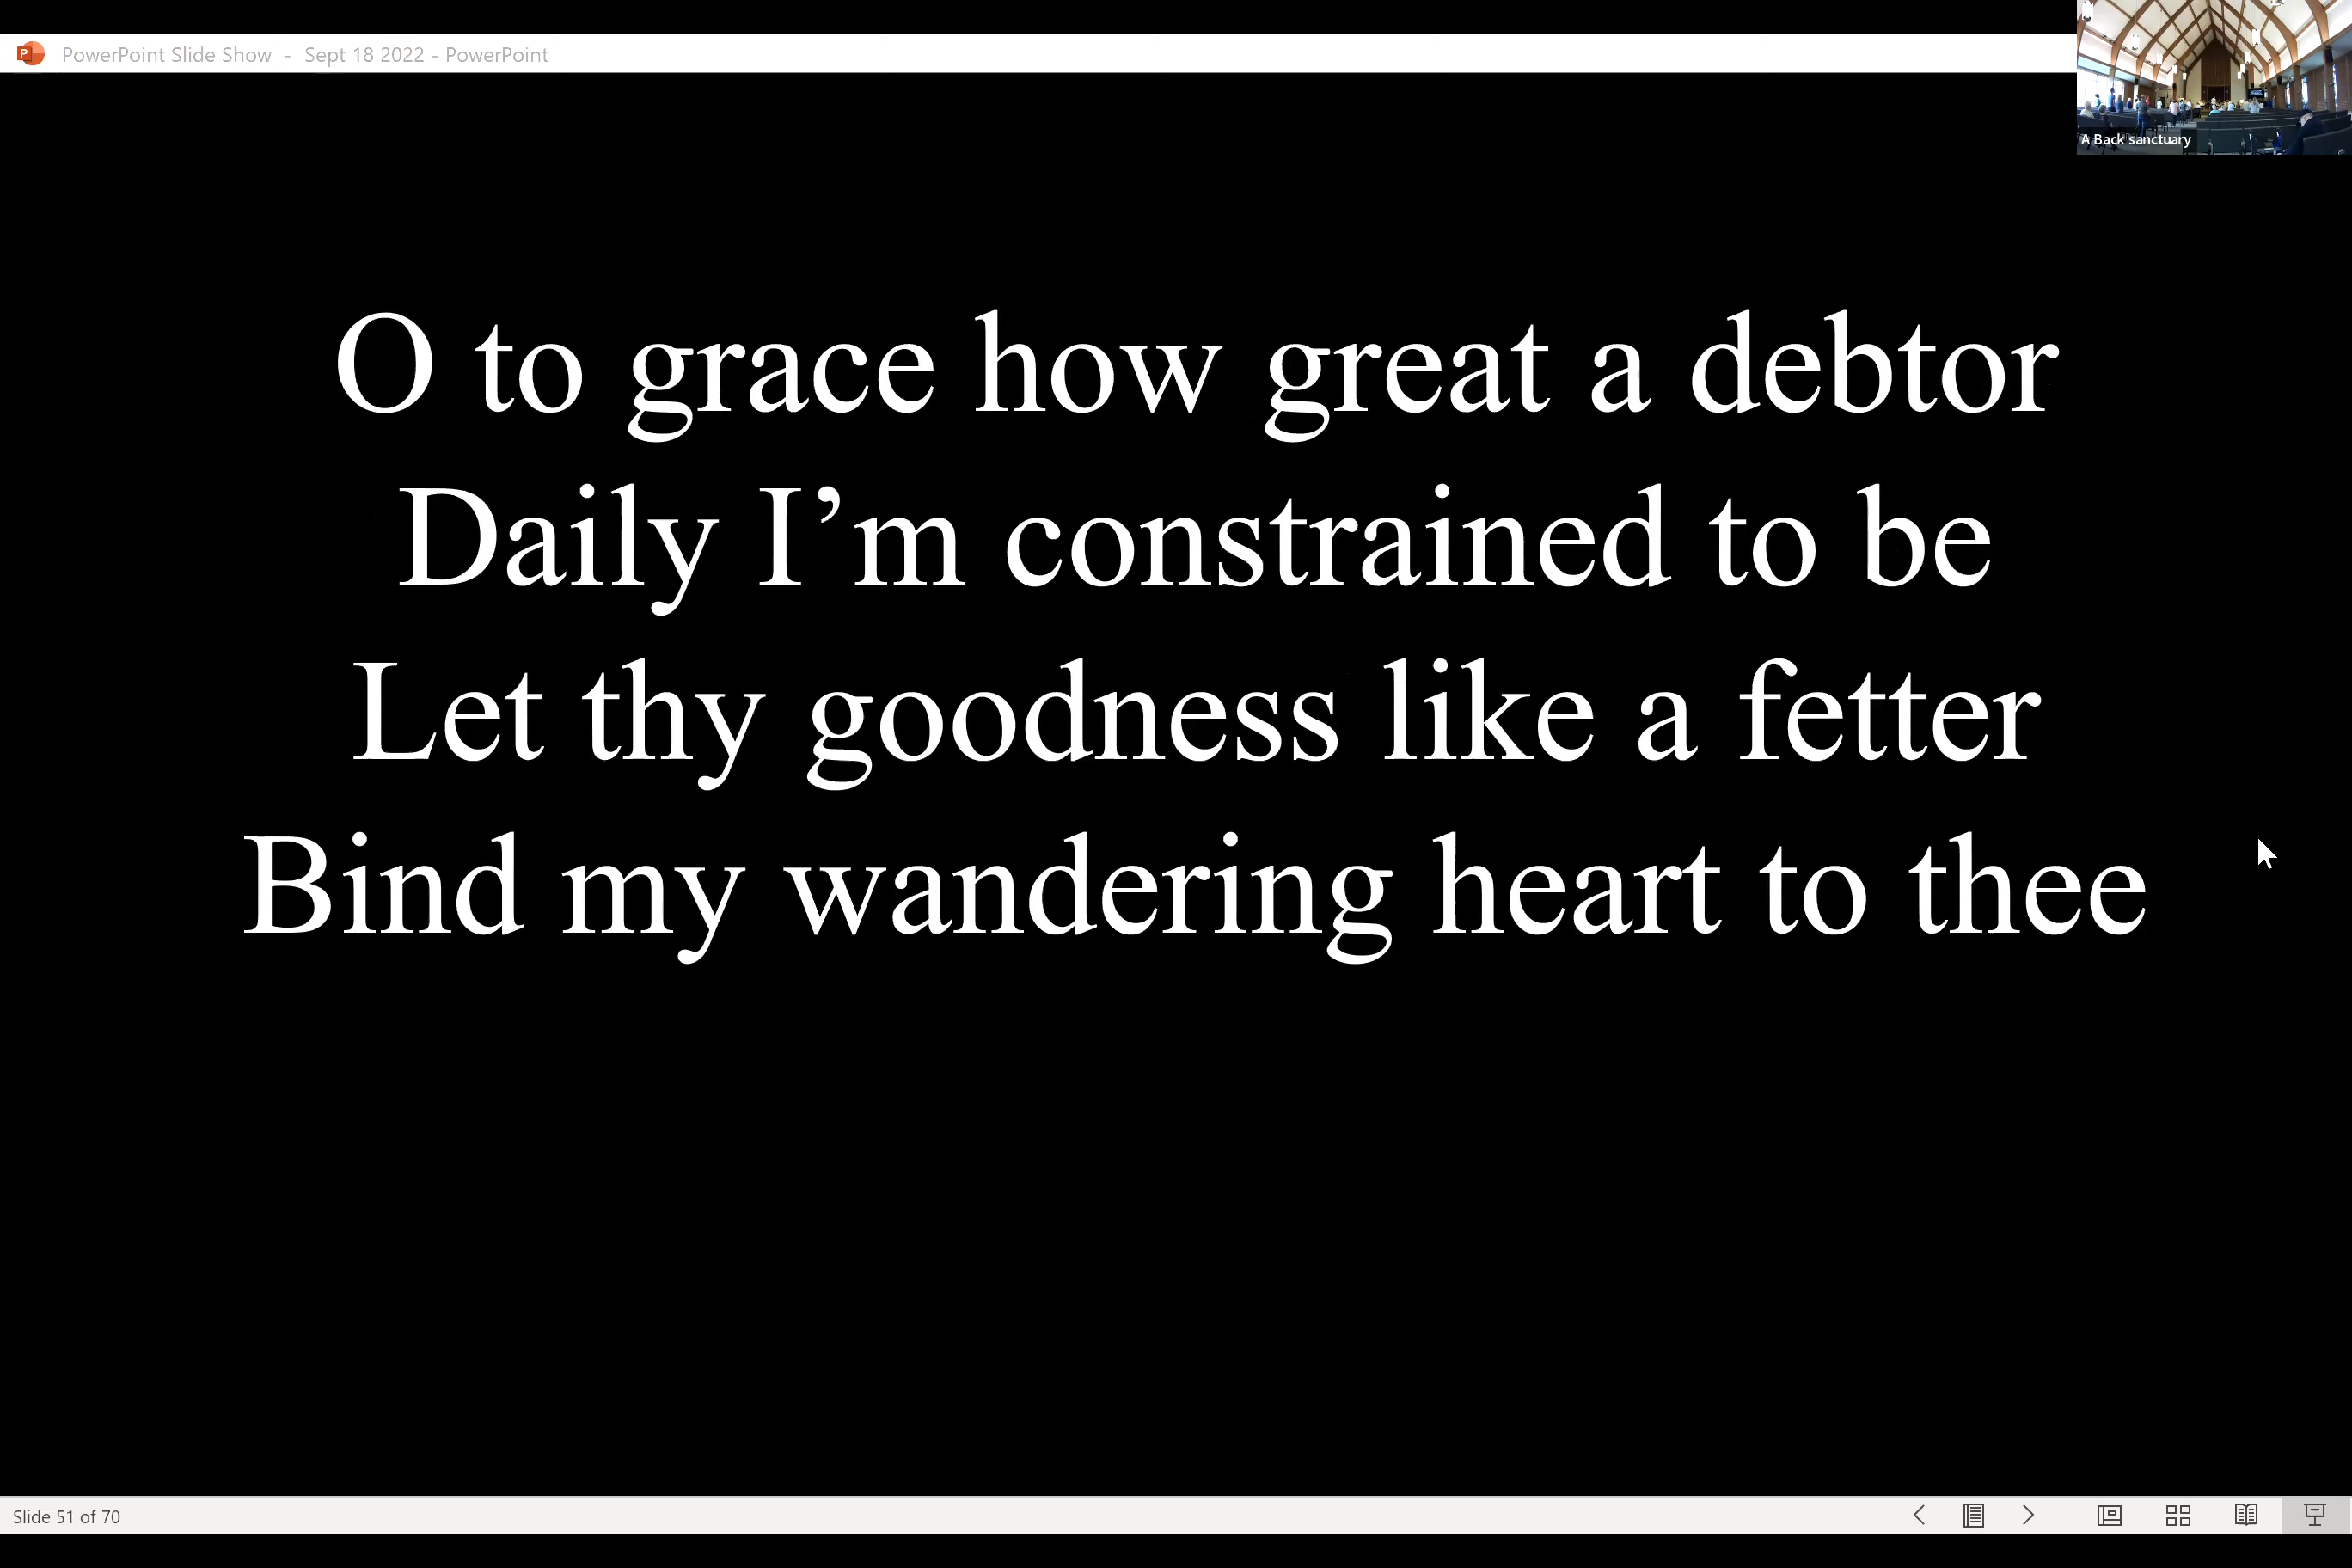 PowerPoint Slide Show - Sept 18 2022 - PowerPoint
A Back sanctuary
O to grace how great a debtor
Daily I’m constrained to be
Let thy goodness like a fetter
Bind my wandering heart to thee
Slide 51 of 70